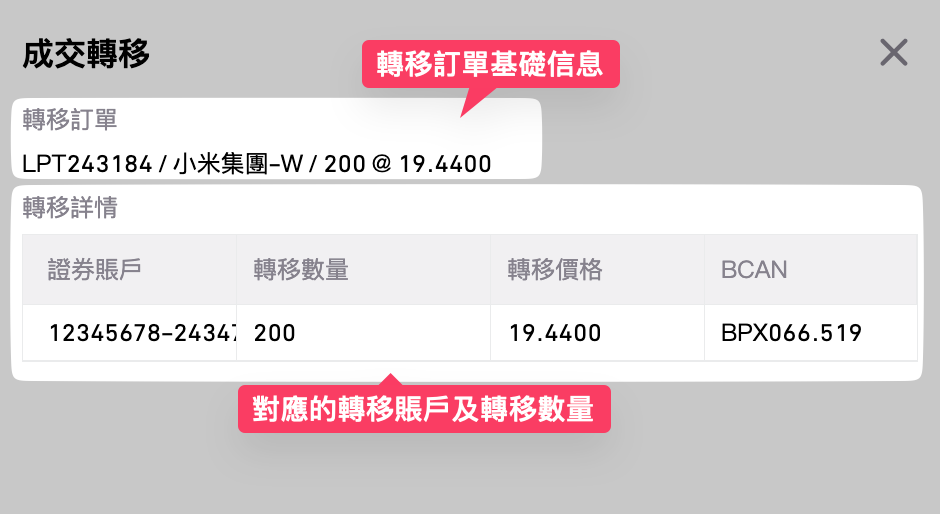 成交轉移
轉移訂單基礎信息
轉移訂單
LPT243184 / 小米集團-W / 200 @ 19.4400
轉移詳情
證券賬戶 轉移數量 轉移價格 BCAN
12345678-24347 200 19.4400 BPX066.519
對應的轉移賬戶及轉移數量